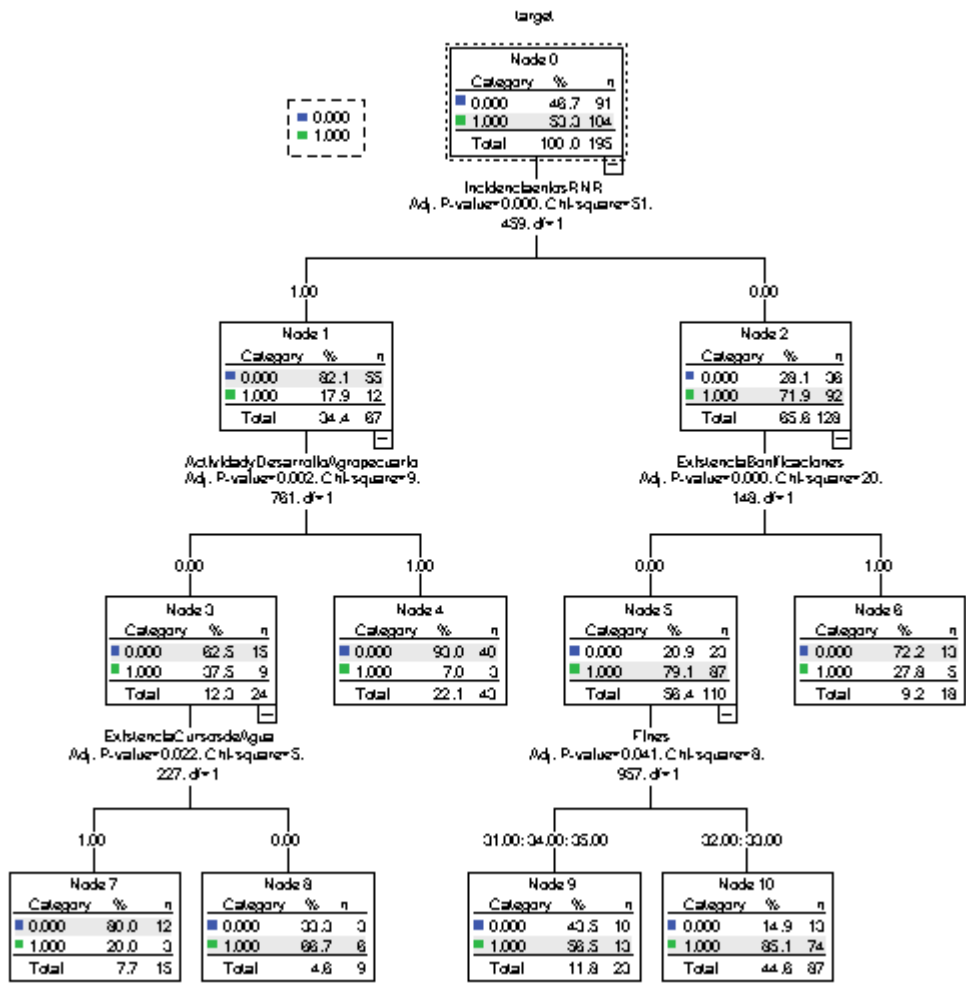 target
Node 0
Category % n
0.000 46.7 91
1.000 53.3 104
Total 100.0 195
0.000
1.000
IncidenciaenlosRNR
Adj. P-value=0.000. Chi-square=51.
459. df=1
1.00
0.00
Node 1
Category % n
0.000 82.1 55
1.000 17.9 12
Total 34.4 67
Node 2
Category % n
0.000 28.1 36
1.000 71.9 92
Total 65.6 128
ActividadyDesarrolloAgropecuario
Adj. P-value=0.002. Chi-square=9.
761. df=1
ExistenciaBonificaciones
Adj. P-value=0.000. Chi-square=20.
148. df=1
0.00
1.00
0.00
1.00
Node 3
Category % n
0.000 62.5 15
1.000 37.5 9
Total 12.3 24
Node 4
Category % n
0.000 93.0 40
1.000 7.0 3
Total 22.1 43
Node 5
Category % n
0.000 20.9 23
1.000 79.1 87
Total 56.4 110
Node 6
Category % n
0.000 72.2 13
1.000 27.8 5
Total 9.2 18
ExistenciaCursosdeAgua
Adj. P-value=0.022. Chi-square=5.
227. df=1
Fines
Adj. P-value=0.041. Chi-square=8.
957. df=1
1.00
0.00
31.00; 34.00; 35.00
32.00; 33.00
Node 7
Category % n
0.000 80.0 12
1.000 20.0 3
Total 7.7 15
Node 8
Category % n
0.000 33.3 3
1.000 66.7 6
Total 4.6 9
Node 9
Category % n
0.000 43.5 10
1.000 56.5 13
Total 11.8 23
Node 10
Category % n
0.000 14.9 13
1.000 85.1 74
Total 44.6 87